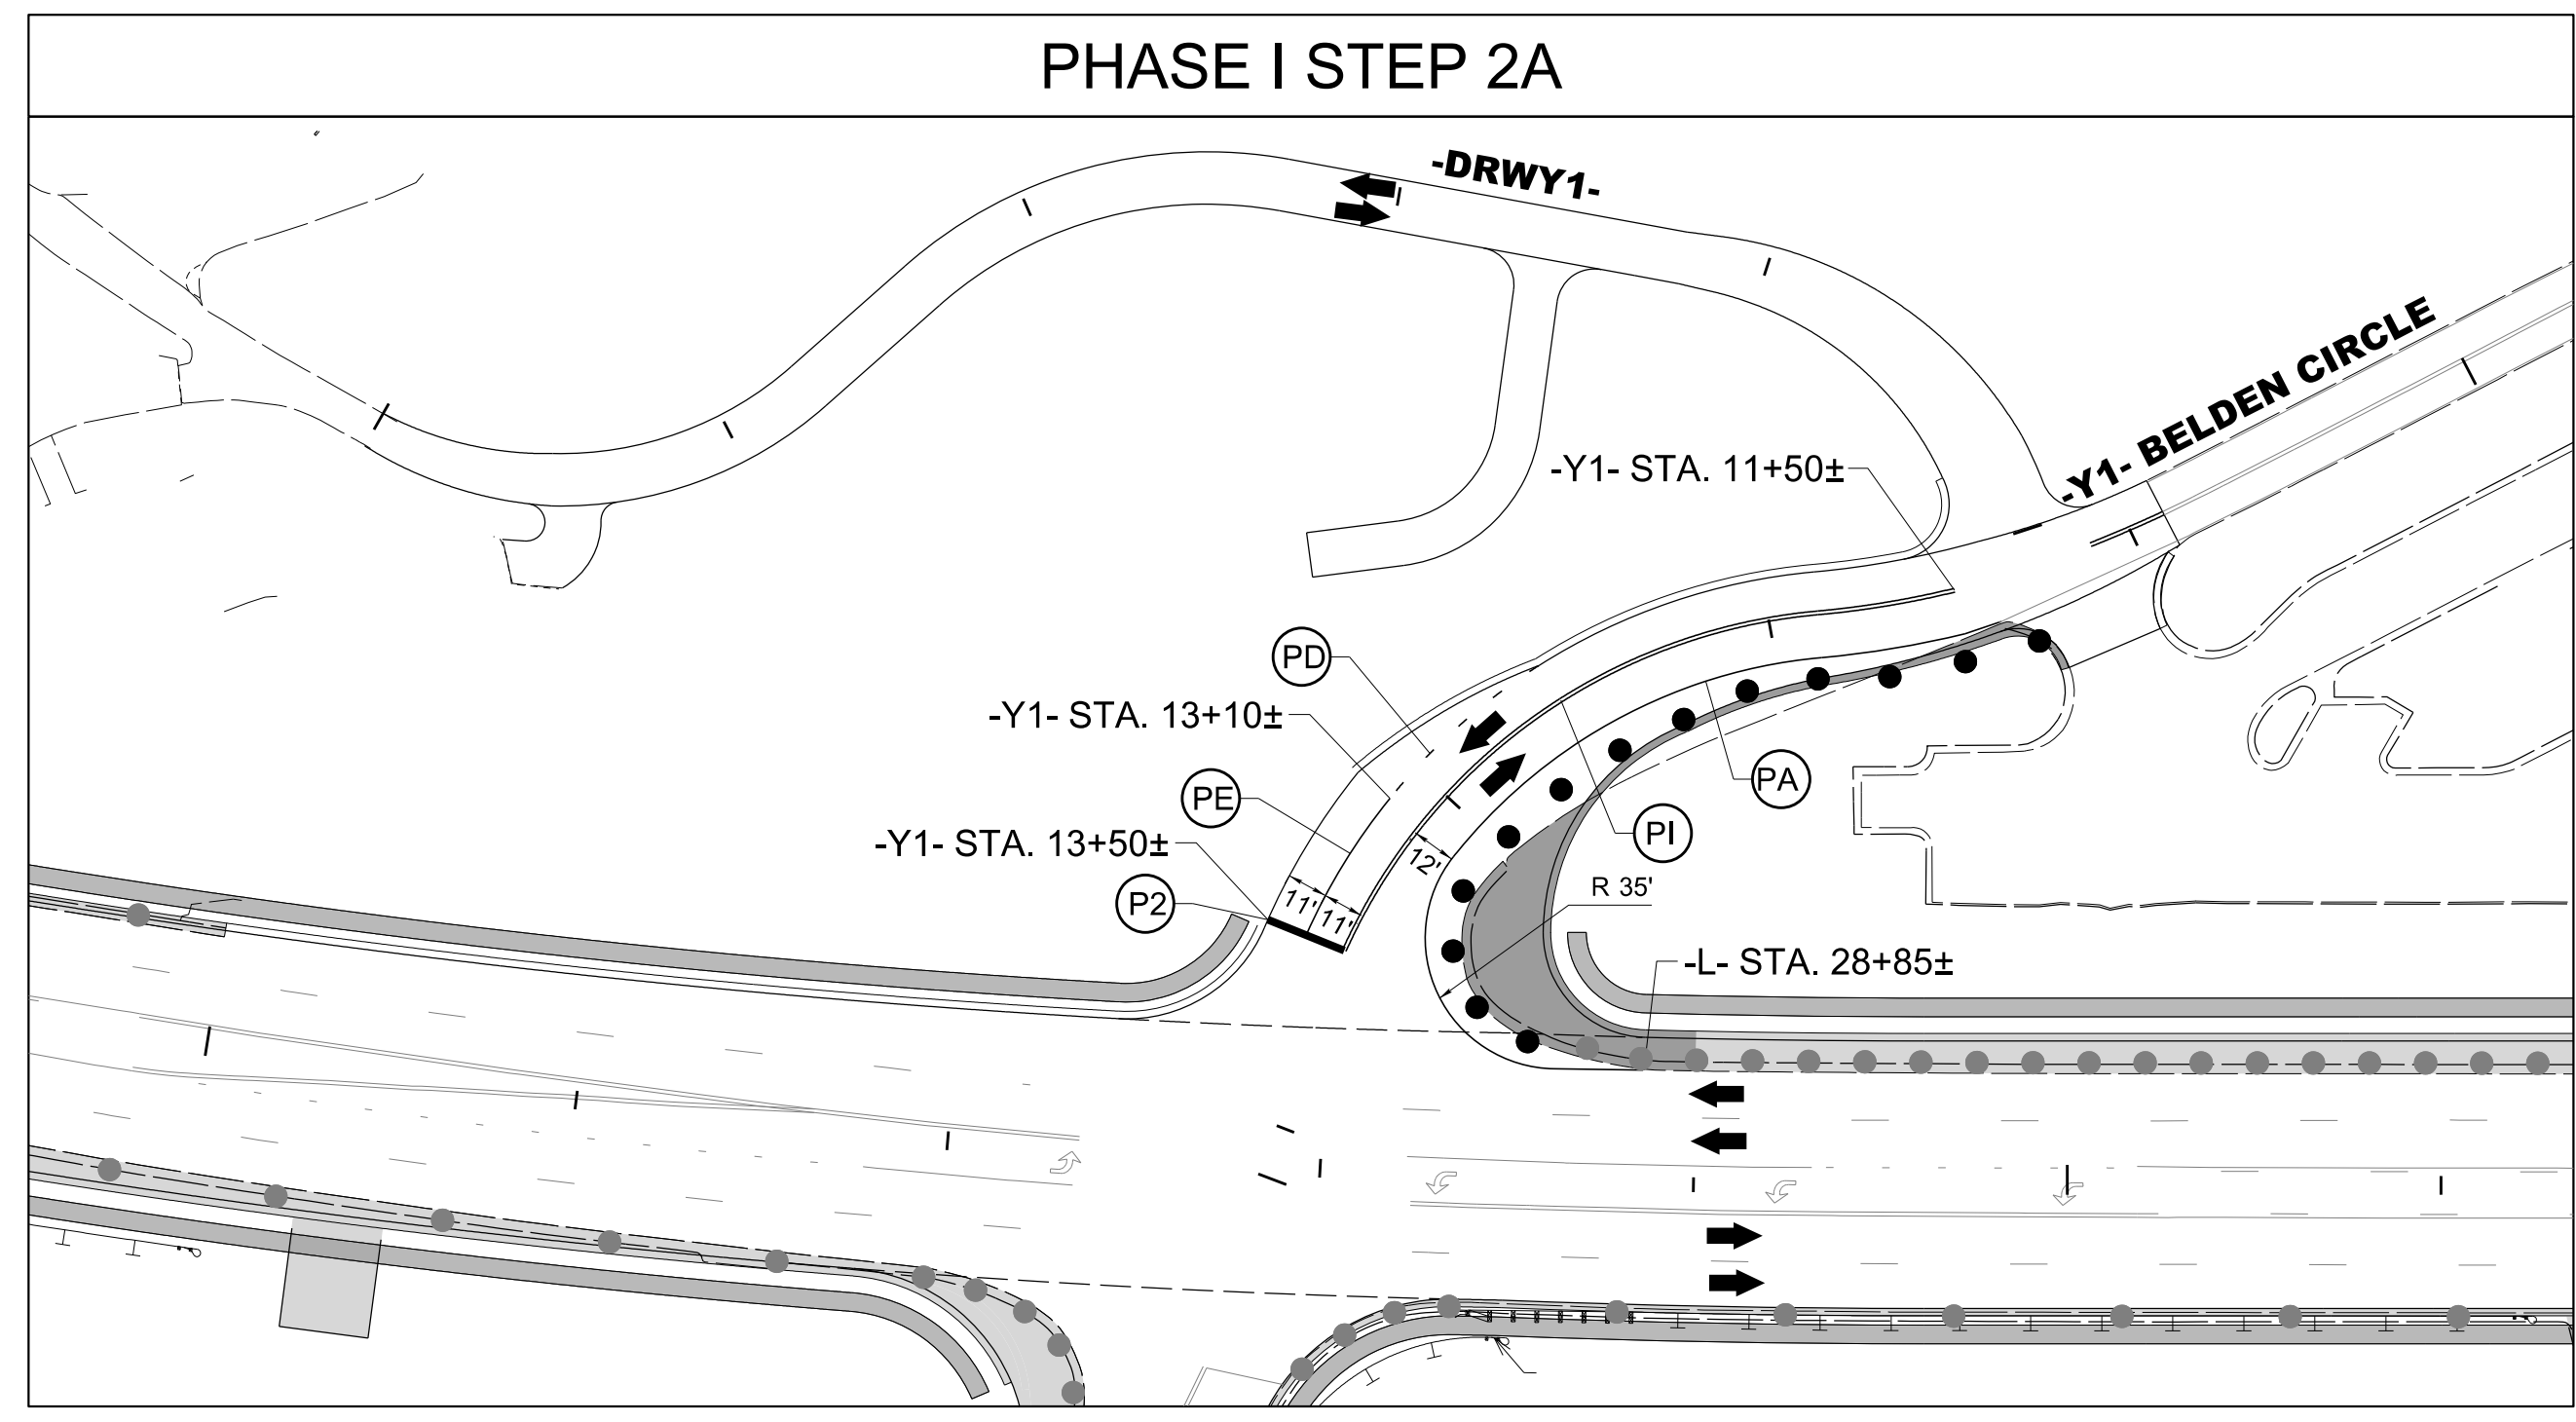 PHASE I STEP 2A
-DRWY1-
-Y1- BELDEN CIRCLE
-Y1- STA. 11+50±
PD
-Y1- STA. 13+10±
PE
PA
PI
-Y1- STA. 13+50±
12'
R 35'
P2
11'
11'
-L- STA. 28+85±